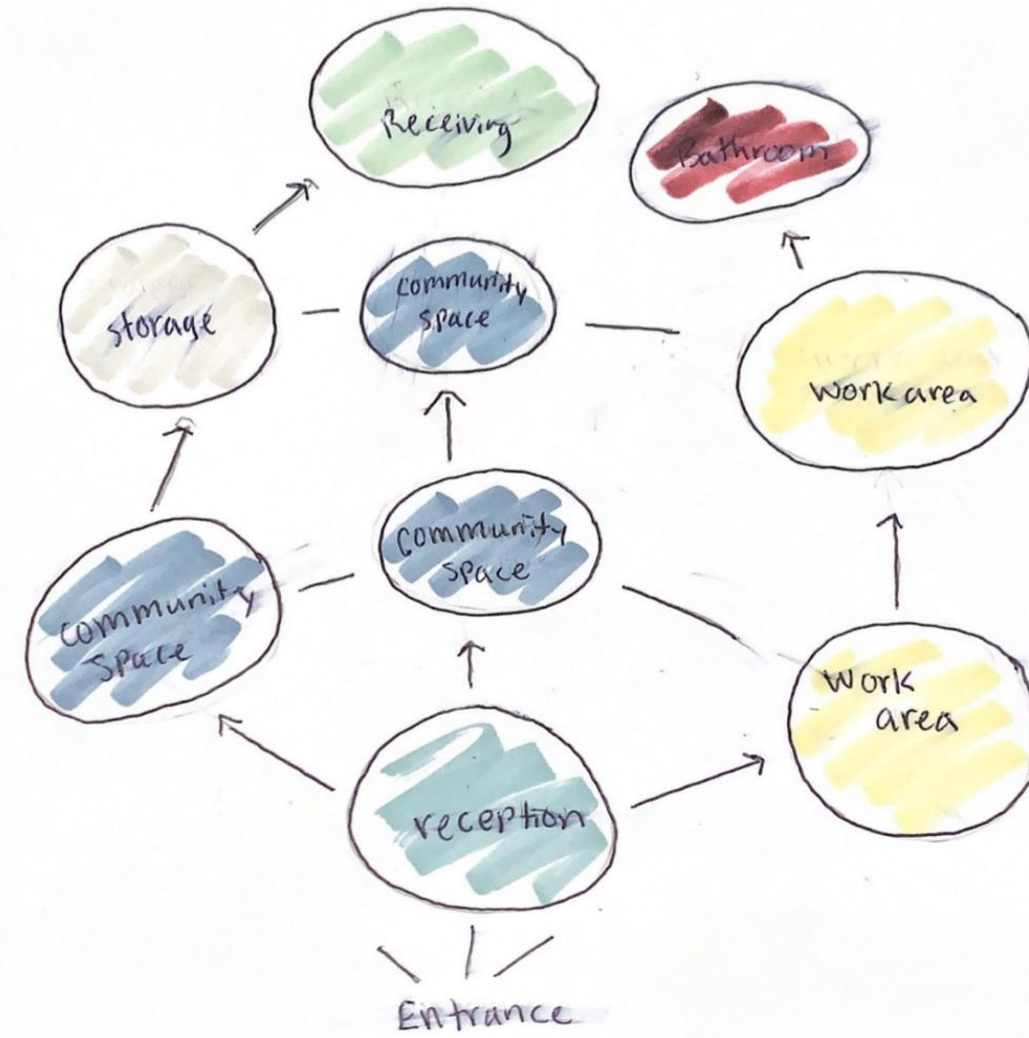 Receiving
Bathroom
community
space
storage
work area
community
space
community
space
work
area
reception
Entrance